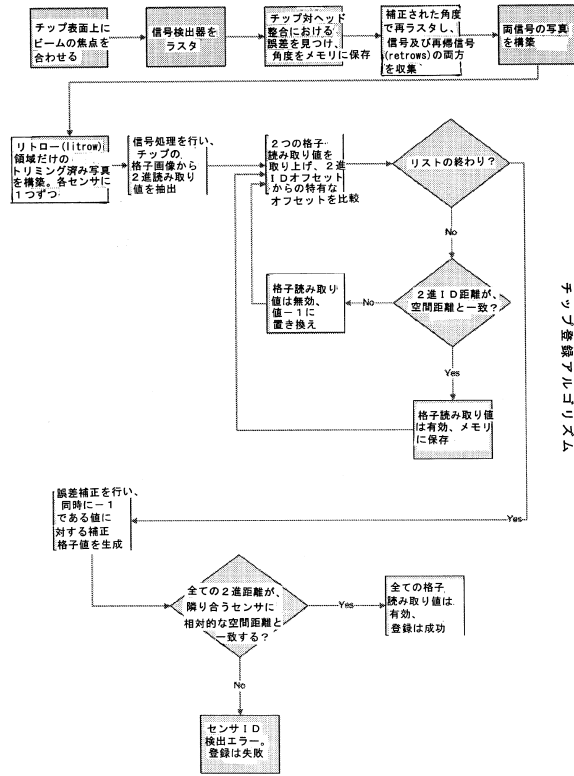 チップ表面上に
ビームの焦点を
合わせる
信号検出器を
ラスタ
チップ対ヘッド
整合における
誤差を見つけ、
角度をメモリに保存
補正された角度
で再ラスタし、
信号及び再帰信号
(retrows)の両方
を収集
両信号の写真
を構築
リトロー(litrow)
領域だけの
トリミング済み写真
を構築。各センサに
1つずつ
信号処理を行い、
チップの
格子画像から
2進読み取り
値を抽出
2つの格子
読み取り値を
取り上げ、2進
IDオフセット
からの特有な
オフセットを比較
リストの終わり?
No
2進ID距離が、
空間距離と一致?
No
格子読み取り
値は無効、
値-1に
置き換え
Yes
格子読み取り値
は有効、メモリ
に保存
チップ登録アルゴリズム
Yes
誤差補正を行い、
同時に-1
である値に
対する補正
格子値を生成
全ての2進距離が、
隣り合うセンサに
相対的な空間距離と
一致する?
Yes
全ての格子
読み取り値は
有効、
登録は成功
No
センサID
検出エラー。
登録は失敗